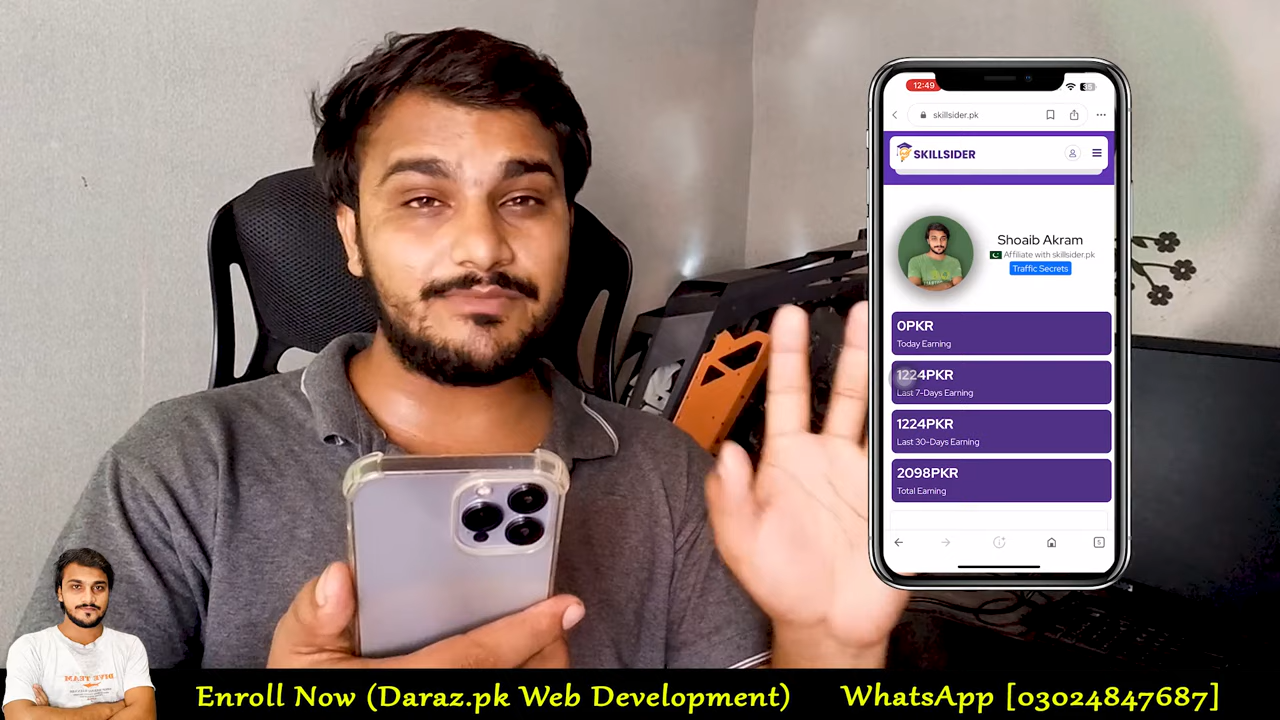 12:49
skillsider.pk
SKILLSIDER
Shoaib Akram
Affiliate with skillsider.pk
Traffic Secrets
0PKR
Today Earning
1224PKR
Last 7-Days Earning
1224PKR
Last 30-Days Earning
2098PKR
Total Earning
5
Enroll Now (Daraz.pk Web Development) WhatsApp [03024847687]